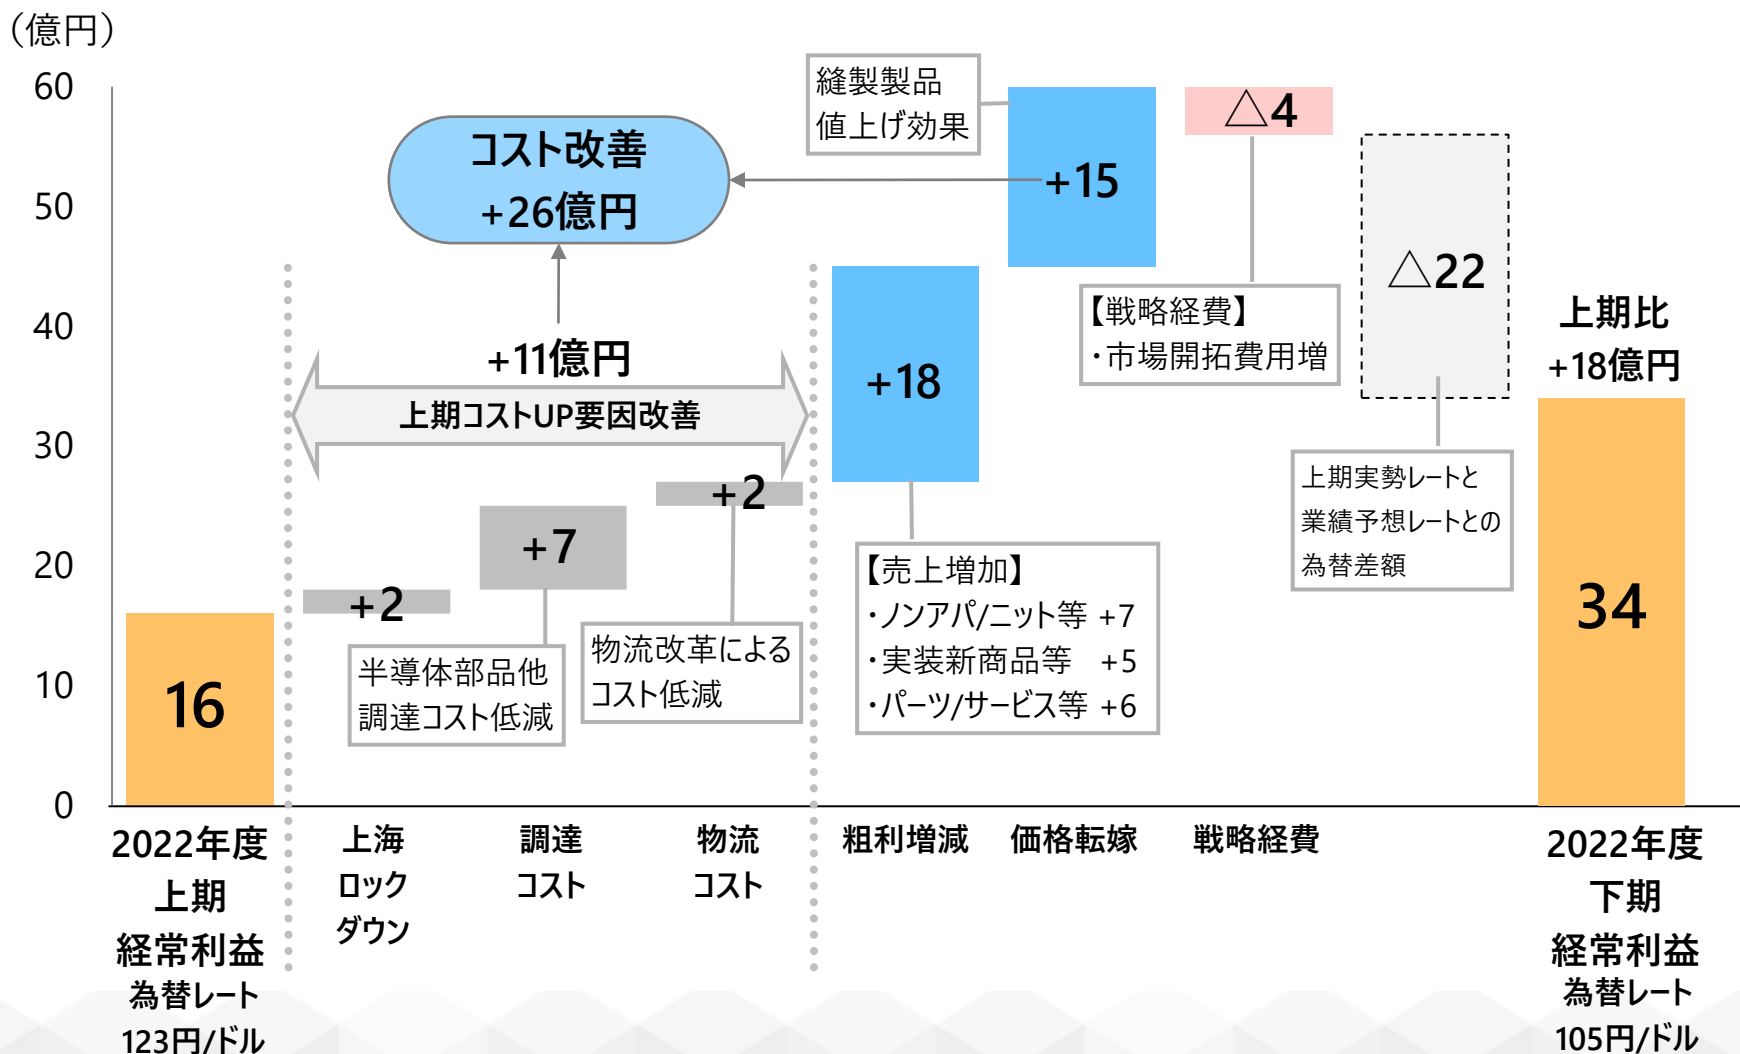 （億円）
60
50
40
30
20
10
0
コスト改善
+26億円
+11億円
上期コストUP要因改善
縫製製品
値上げ効果
16
+2
+7
+2
+18
+15
△4
△22
34
上期比
+18億円
半導体部品他
調達コスト低減
物流改革による
コスト低減
【売上増加】
・ノンアパ/ニット等 +7
・実装新商品等 +5
・パーツ/サービス等 +6
【戦略経費】
・市場開拓費用増
上期実勢レートと
業績予想レートとの
為替差額
2022年度
上期
経常利益
為替レート
123円/ドル
上海
ロック
ダウン
調達
コスト
物流
コスト
粗利増減
価格転嫁
戦略経費
2022年度
下期
経常利益
為替レート
105円/ドル